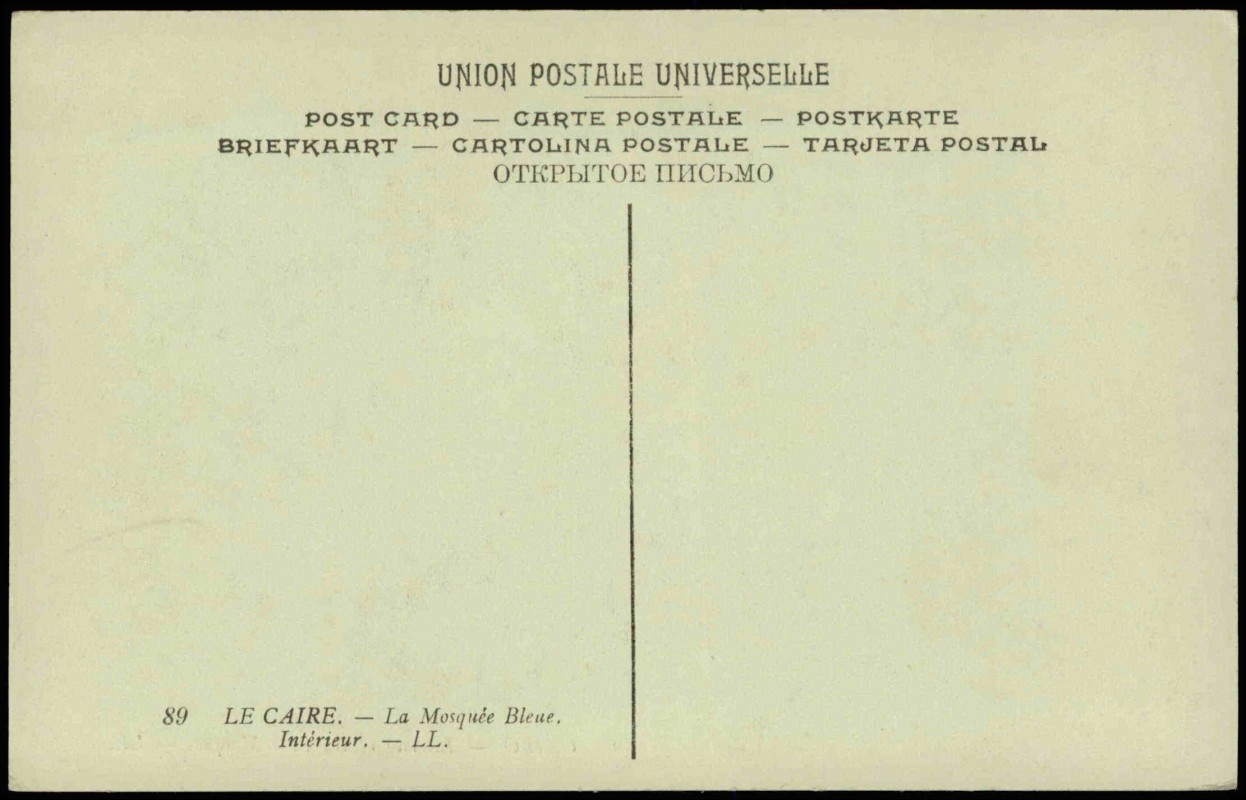 UNION POSTALE UNIVERSELLE
POST CARD — CARTE POSTALE — POSTKARTE
BRIEFKAART — CARTOLINA POSTALE — TARJETA POSTAL
ОТКРЫТОЕ ПИСЬМО
89 LE CAIRE. — La Mosquée Bleue.
Intérieur. — LL.